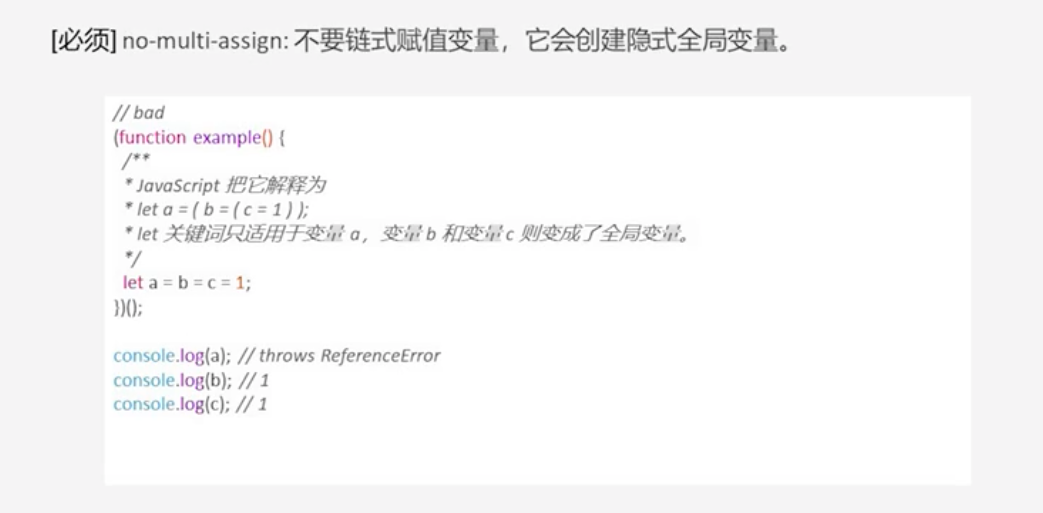 [必须] no-multi-assign: 不要链式赋值变量，它会创建隐式全局变量。
// bad
(function example() {
/**
* JavaScript 把它解释为
* let a = ( b = ( c = 1 ) );
* let 关键词只适用于变量 a，变量 b 和变量 c 则变成了全局变量。
*/
let a = b = c = 1;
})();
console.log(a); // throws ReferenceError
console.log(b); // 1
console.log(c); // 1